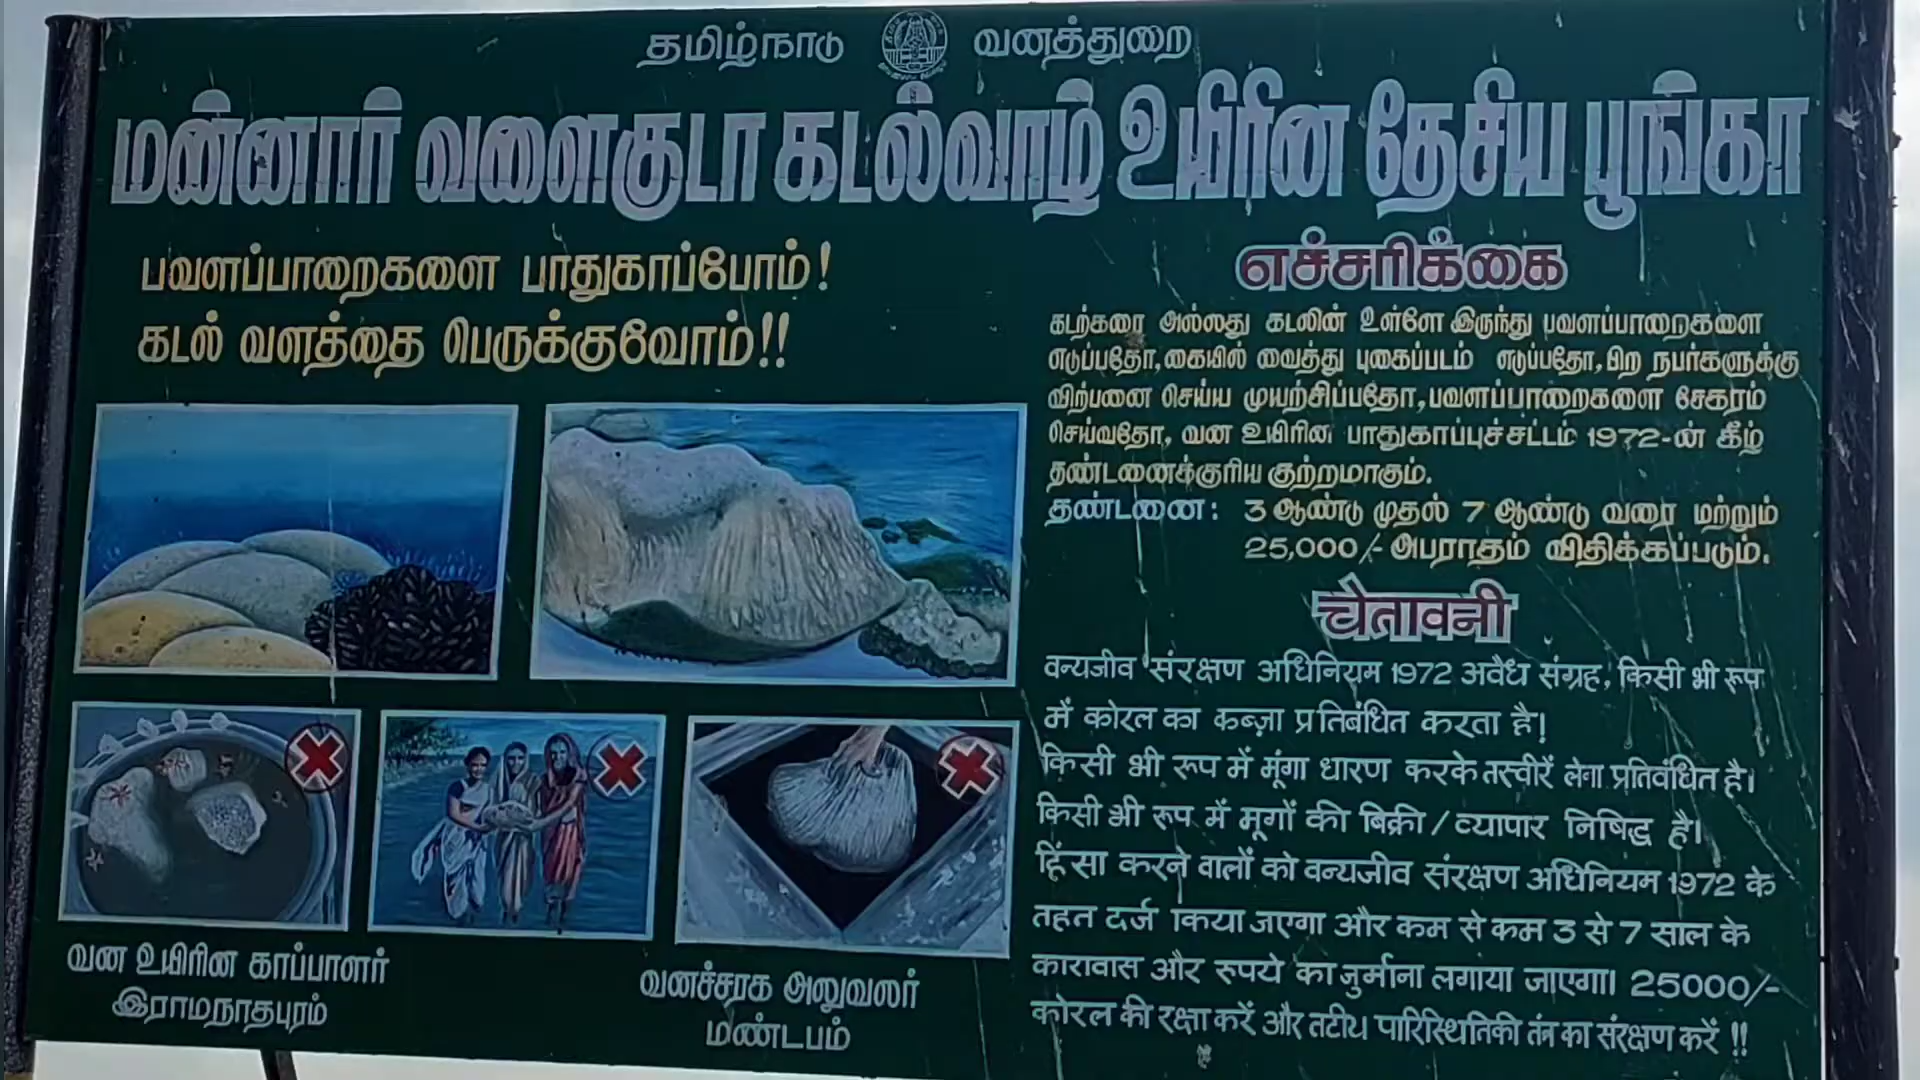 தமிழ்நாடு வனத்துறை
மன்னார் வளைகுடா கடல்வாழ் உயிரின தேசிய பூங்கா
பவளப்பாறைகளை பாதுகாப்போம்!
கடல் வளத்தை பெருக்குவோம்!!
எச்சரிக்கை
கடற்கரை அல்லது கடலின் உள்ளே இருந்து பவளப்பாறைகளை
எடுப்பதோ, கையில் வைத்து புகைப்படம் எடுப்பதோ, பிற நபர்களுக்கு
விற்பனை செய்ய முயற்சிப்பதோ, பவளப்பாறைகளை சேகரம்
செய்வதோ, வன உயிரின பாதுகாப்புச்சட்டம் 1972-ன் கீழ்
தண்டனைக்குரிய குற்றமாகும்.
தண்டனை: 3 ஆண்டு முதல் 7 ஆண்டு வரை மற்றும்
25,000/- அபராதம் விதிக்கப்படும்.
चेतावनी
वन्यजीव संरक्षण अधिनियम 1972 अवैध संग्रह, किसी भी रूप
में कोरल का कब्ज़ा प्रतिबंधित करता है!
किसी भी रूप में मूंगा धारण करके तस्वीरें लेना प्रतिबंधित है।
किसी भी रूप में मूगों की बिक्री / व्यापार निषिद्ध है।
हिंसा करने वालों को वन्यजीव संरक्षण अधिनियम 1972 के
तहत दर्ज किया जाएगा और कम से कम 3 से 7 साल के
कारावास और रुपये का जुर्माना लगाया जाएगा। 25000/-
कोरल की रक्षा करें और तटीय पारिस्थितिकी तंत्र का संरक्षण करें !!
வன உயிரின காப்பாளர்
இராமநாதபுரம்
வனச்சரக அலுவலர்
மண்டபம்